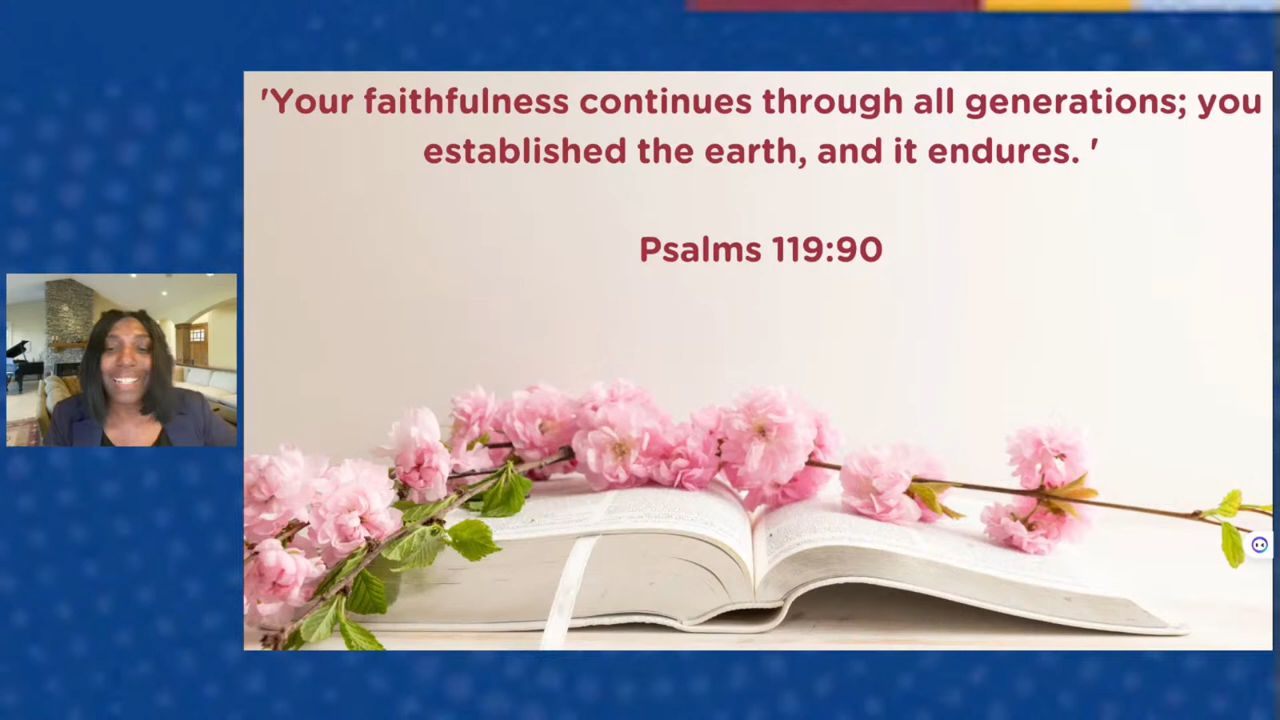 'Your faithfulness continues through all generations; you
established the earth, and it endures. '
Psalms 119:90